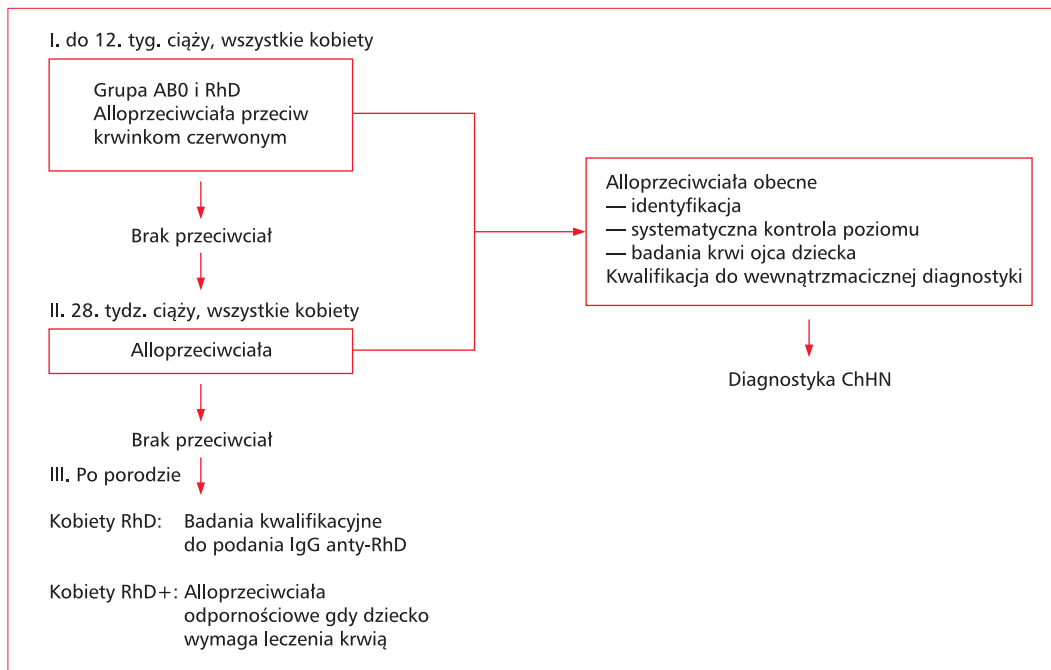 I. do 12. tyg. ciąży, wszystkie kobiety
Grupa AB0 i RhD
Alloprzeciwciała przeciw
krwinkom czerwonym
Brak przeciwciał
II. 28. tydz. ciąży, wszystkie kobiety
Alloprzeciwciała
Brak przeciwciał
III. Po porodzie
Kobiety RhD: Badania kwalifikacyjne
do podania IgG anty-RhD
Kobiety RhD+: Alloprzeciwciała
odpornościowe gdy dziecko
wymaga leczenia krwią
Alloprzeciwciała obecne
— identyfikacja
— systematyczna kontrola poziomu
— badania krwi ojca dziecka
Kwalifikacja do wewnątrzmacicznej diagnostyki
Diagnostyka ChHN